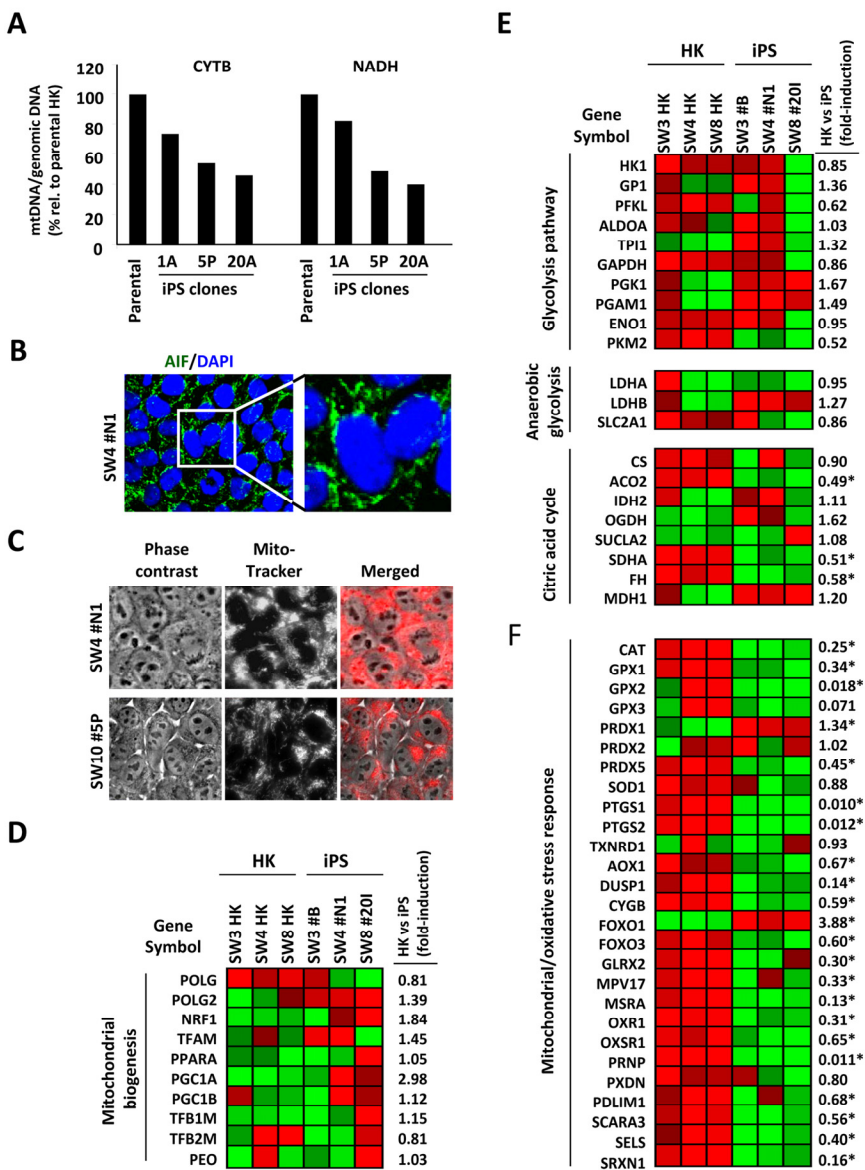 A
CYTB
NADH
mtDNA/genomic DNA
(% rel. to parental HK)
120
100
80
60
40
20
0
Parental
1A 5P 20A
iPS clones
Parental
1A 5P 20A
iPS clones
B
AIF/DAPI
SW4 #N1
C
Phase contrast
Mito-Tracker
Merged
SW4 #N1
SW10 #5P
D
HK
iPS
Gene Symbol
SW3 HK
SW4 HK
SW8 HK
SW3 #B
SW4 #N1
SW8 #20I
HK vs iPS
(fold-induction)
Mitochondrial biogenesis
POLG 0.81
POLG2 1.39
NRF1 1.84
TFAM 1.45
PPARA 1.05
PGC1A 2.98
PGC1B 1.12
TFB1M 1.15
TFB2M 0.81
PEO 1.03
E
HK
iPS
Gene Symbol
SW3 HK
SW4 HK
SW8 HK
SW3 #B
SW4 #N1
SW8 #20I
HK vs iPS
(fold-induction)
Glycolysis pathway
HK1 0.85
GP1 1.36
PFKL 0.62
ALDOA 1.03
TPI1 1.32
GAPDH 0.86
PGK1 1.67
PGAM1 1.49
ENO1 0.95
PKM2 0.52
Anaerobic glycolysis
LDHA 0.95
LDHB 1.27
SLC2A1 0.86
Citric acid cycle
CS 0.90
ACO2 0.49*
IDH2 1.11
OGDH 1.62
SUCLA2 1.08
SDHA 0.51*
FH 0.58*
MDH1 1.20
F
Mitochondrial/oxidative stress response
CAT 0.25*
GPX1 0.34*
GPX2 0.018*
GPX3 0.071
PRDX1 1.34*
PRDX2 1.02
PRDX5 0.45*
SOD1 0.88
PTGS1 0.010*
PTGS2 0.012*
TXNRD1 0.93
AOX1 0.67*
DUSP1 0.14*
CYGB 0.59*
FOXO1 3.88*
FOXO3 0.60*
GLRX2 0.30*
MPV17 0.33*
MSRA 0.13*
OXR1 0.31*
OXSR1 0.65*
PRNP 0.011*
PXDN 0.80
PDLIM1 0.68*
SCARA3 0.56*
SELS 0.40*
SRXN1 0.16*